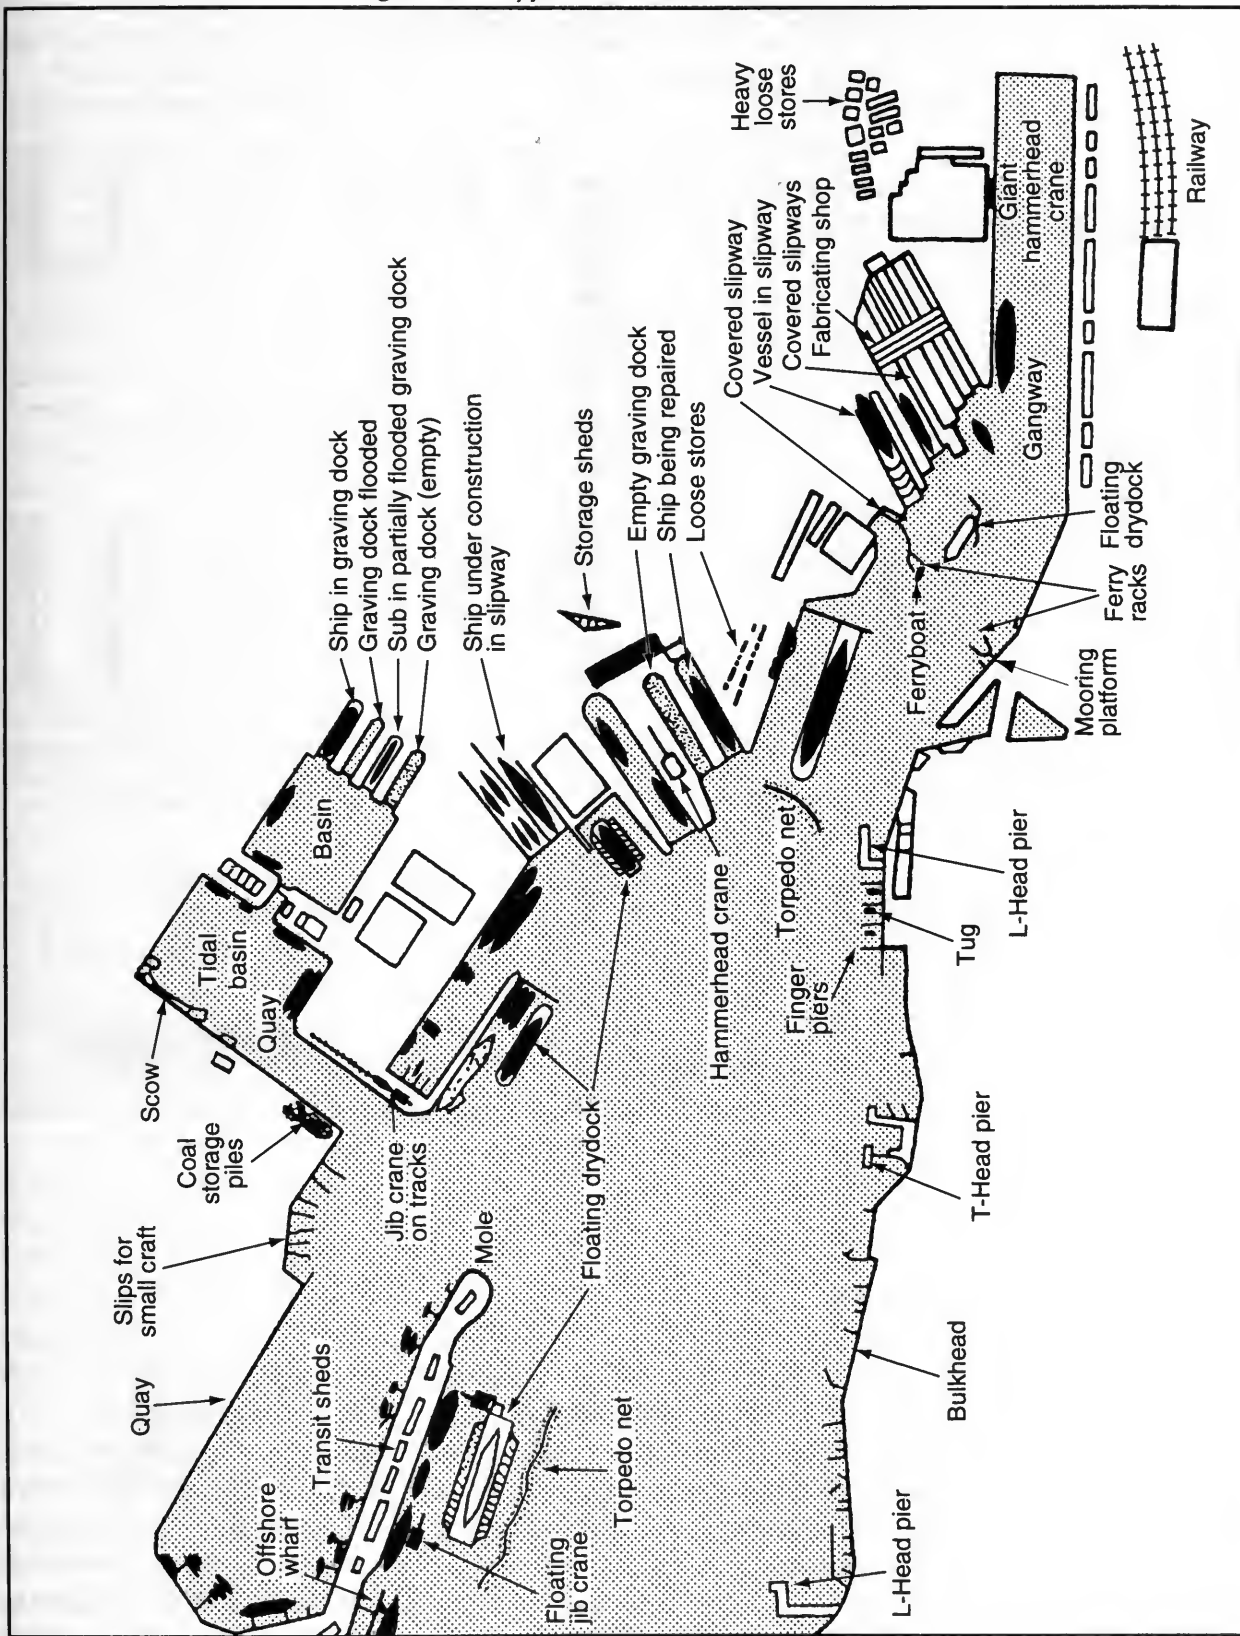 Heavy
loose
stores
Giant
hammerhead
crane
Railway
Covered slipway
Vessel in slipway
Covered slipways
Fabricating shop
Gangway
Floating
drydock
Ferry
racks
Ferryboat
Mooring
platform
Ship in graving dock
Graving dock flooded
Sub in partially flooded graving dock
Graving dock (empty)
Ship under construction
in slipway
Storage sheds
Empty graving dock
Ship being repaired
Loose stores
Basin
Tidal
basin
Quay
Scow
Coal
storage
piles
Jib crane
on tracks
Hammerhead crane
Torpedo net
L-Head pier
Tug
Finger
piers
Floating drydock
T-Head pier
Slips for
small craft
Mole
Quay
Transit sheds
Offshore
wharf
Floating
jib crane
Torpedo net
Bulkhead
L-Head pier